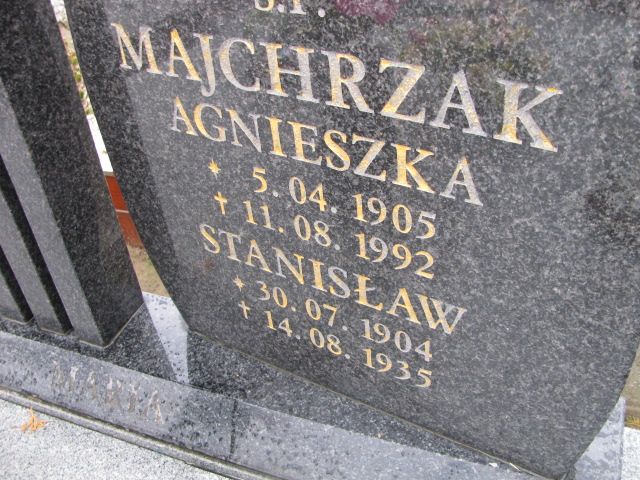 Ś.P.
MAJCHRZAK
AGNIESZKA
* 5.04.1905
† 11.08.1992
STANISŁAW
* 30.07.1904
† 14.08.1935
MARIA